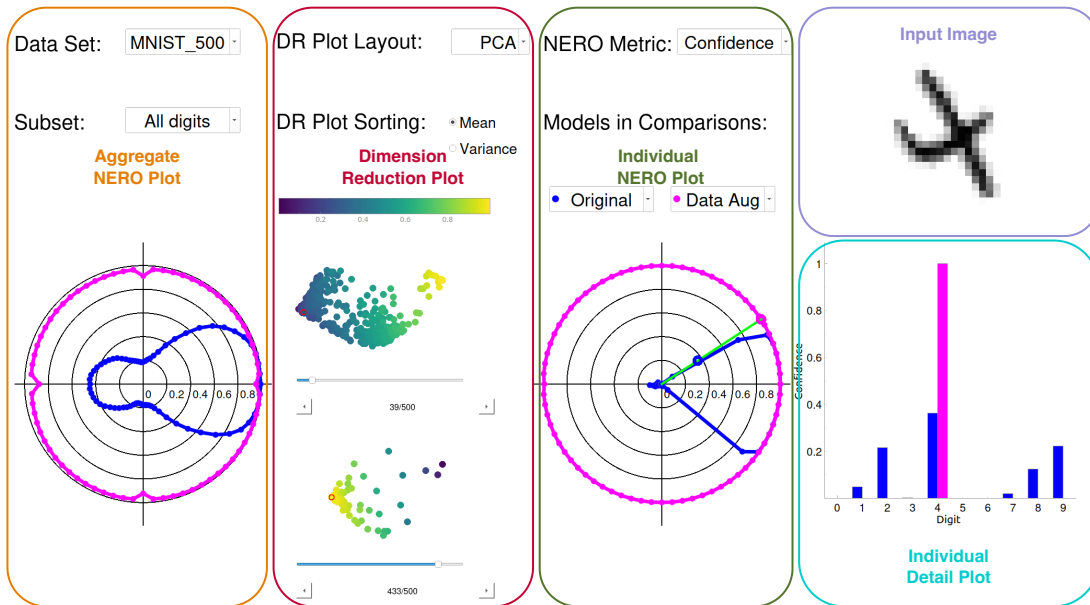 Data Set: MNIST_500
Subset: All digits
Aggregate
NERO Plot
0 0.2 0.4 0.6 0.8
DR Plot Layout: PCA
DR Plot Sorting: Mean
Variance
Dimension
Reduction Plot
0.2 0.4 0.6 0.8
39/500
433/500
NERO Metric: Confidence
Models in Comparisons:
Individual
NERO Plot
Original Data Aug
0 0.2 0.4 0.6 0.8
Input Image
1
0.8
0.6
0.4
0.2
Confidence
0 1 2 3 4 5 6 7 8 9
Digit
Individual
Detail Plot